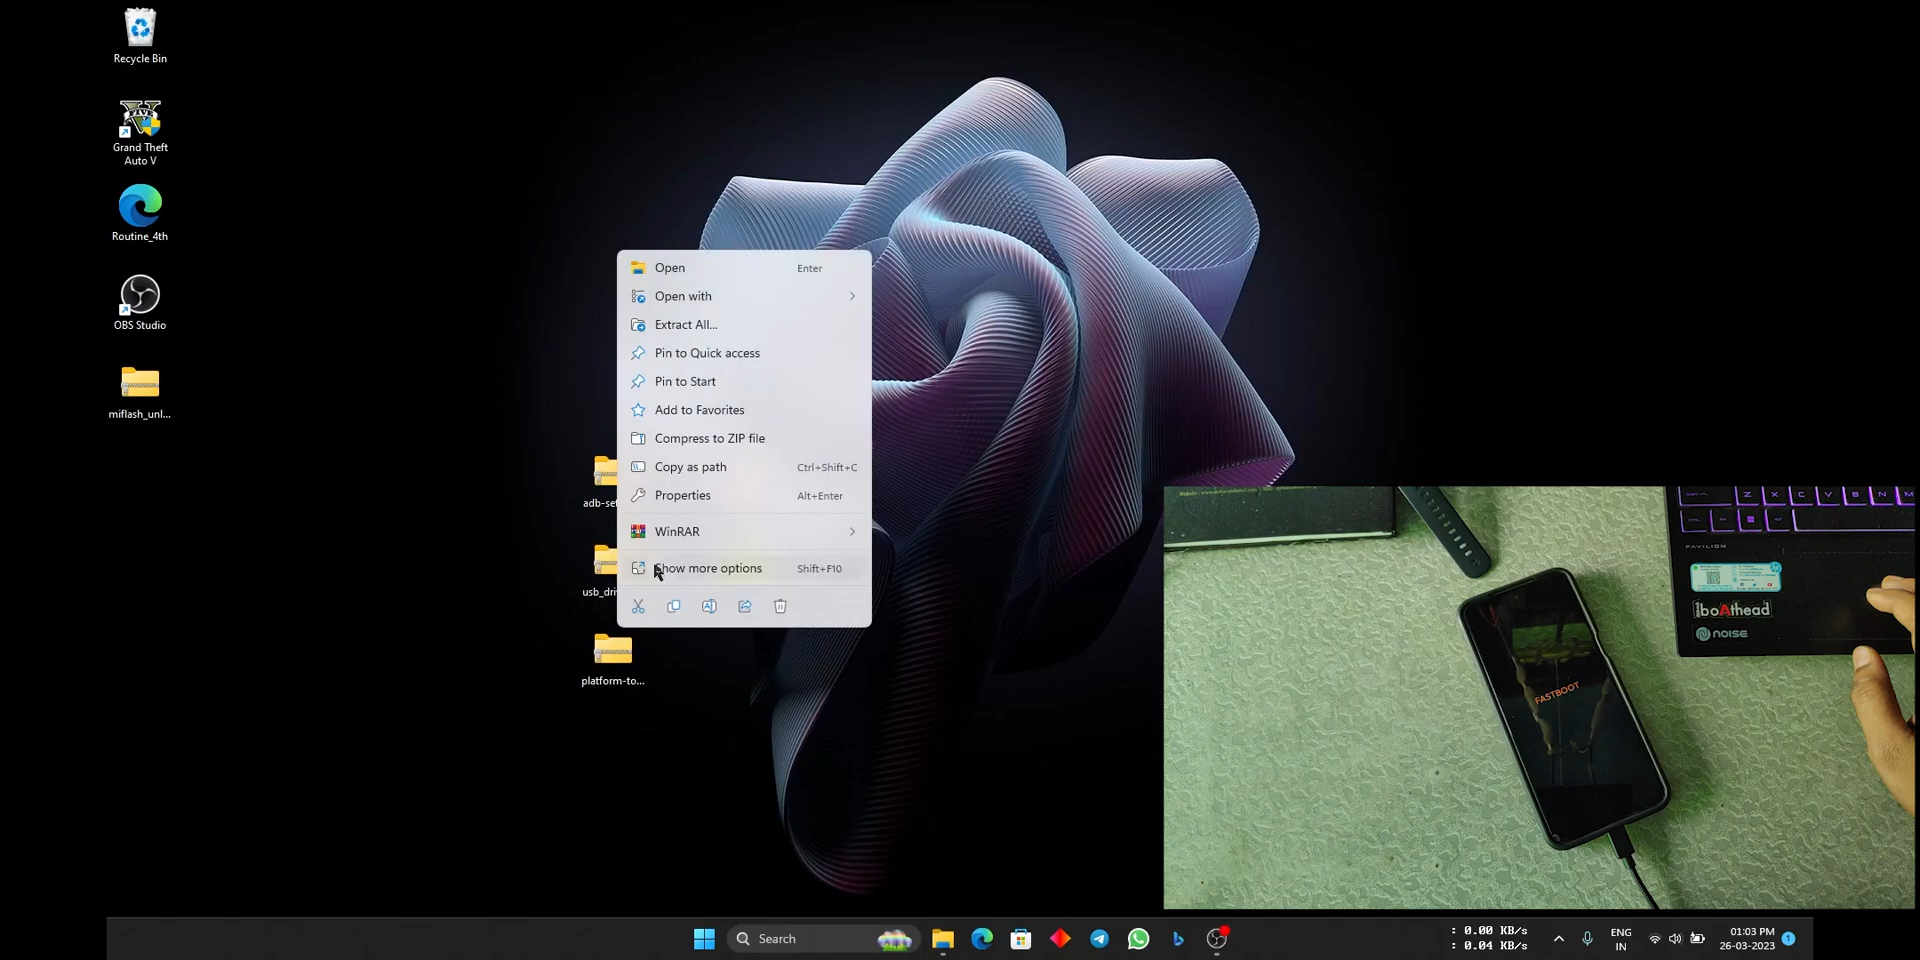 Recycle Bin
Grand Theft
Auto V
Routine_4th
OBS Studio
miflash_unl...
Open Enter
Open with
Extract All...
Pin to Quick access
Pin to Start
Add to Favorites
Compress to ZIP file
Copy as path Ctrl+Shift+C
Properties Alt+Enter
WinRAR
Show more options Shift+F10
adb-set
usb_dri
platform-to...
FASTBOOT
Z X C V B N M
PAVILION
boAthead
NOISE
Search
: 0.00 KB/s
: 0.04 KB/s
ENG
IN
01:03 PM
26-03-2023
1